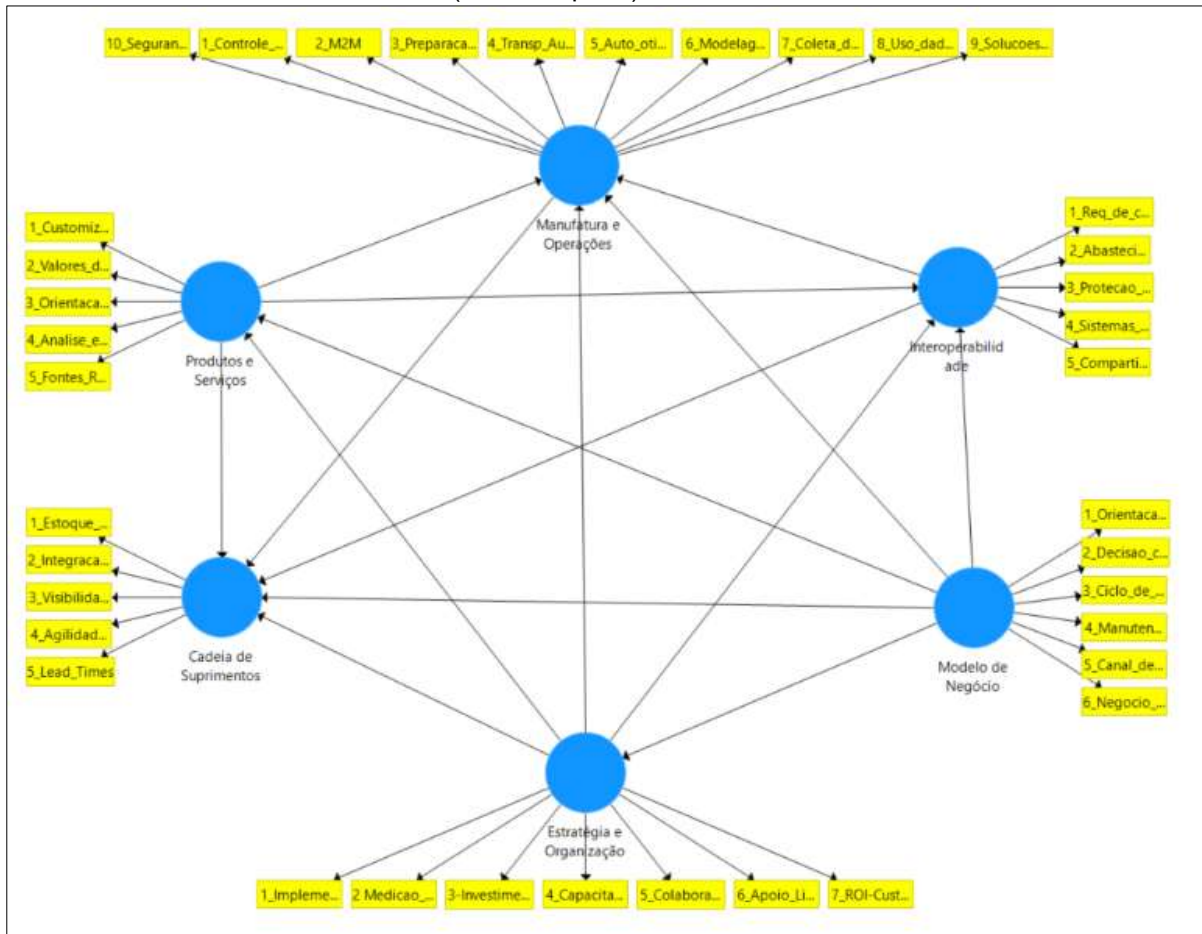 10_Seguran...
1_Controle_...
2_M2M
3_Preparaca...
4_Transp_Au...
5_Auto_oti...
6_Modelag...
7_Coleta_d...
8_Uso_dad...
9_Solucoes...
Manufatura e
Operações
1_Customiz...
2_Valores_d...
3_Orientaca...
4_Analise_e...
5_Fontes_R...
Produtos e
Serviços
1_Req_de_c...
2_Abasteci...
3_Protecao_...
4_Sistemas_...
5_Comparti...
Interoperabilid
ade
1_Estoque_...
2_Integraca...
3_Visibilida...
4_Agilidad...
5_Lead_Times
Cadeia de
Suprimentos
1_Orientaca...
2_Decisao_c...
3_Ciclo_de_...
4_Manuten...
5_Canal_de...
6_Negocio_...
Modelo de
Negócio
Estratégia e
Organização
1_Impleme...
2 Medicao_...
3-Investime...
4_Capacita...
5_Colabora...
6_Apoio_Li...
7_ROI-Cust...